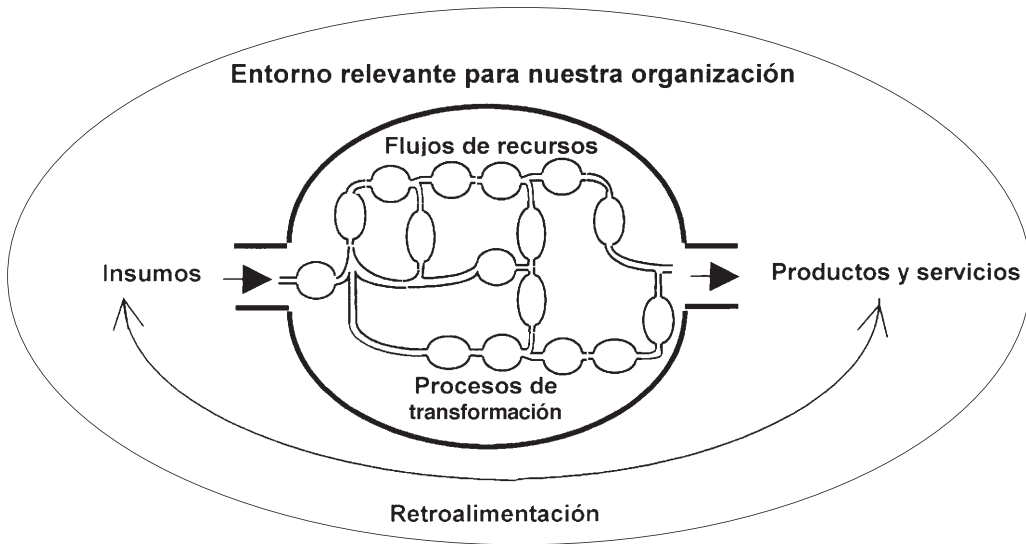 Entorno relevante para nuestra organización
Flujos de recursos
Insumos
Productos y servicios
Procesos de
transformación
Retroalimentación